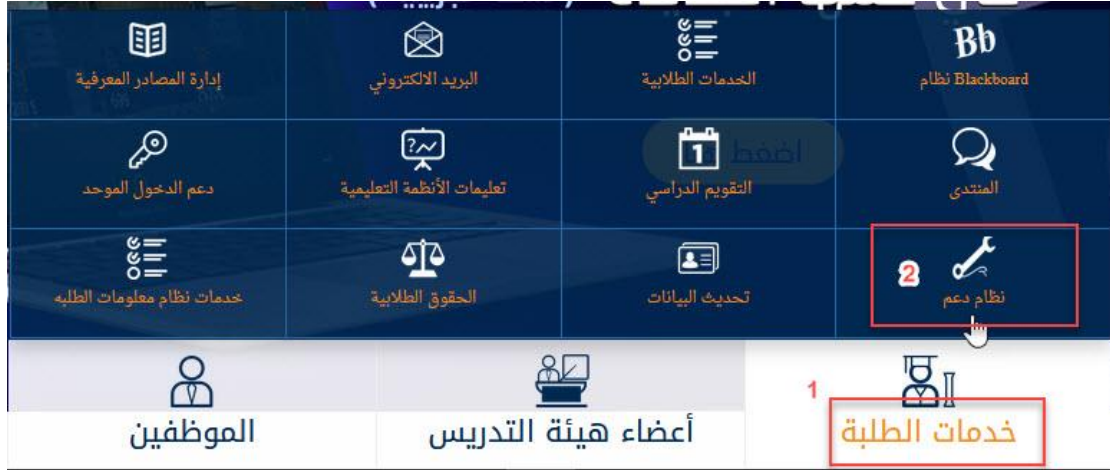 Bb
نظام Blackboard
الخدمات الطلابية
البريد الالكتروني
إدارة المصادر المعرفية
اضغط
المنتدى
1
التقويم الدراسي
تعليمات الأنظمة التعليمية
دعم الدخول الموحد
2
نظام دعم
تحديث البيانات
الحقوق الطلابية
خدمات نظام معلومات الطلبه
1
خدمات الطلبة
أعضاء هيئة التدريس
الموظفين